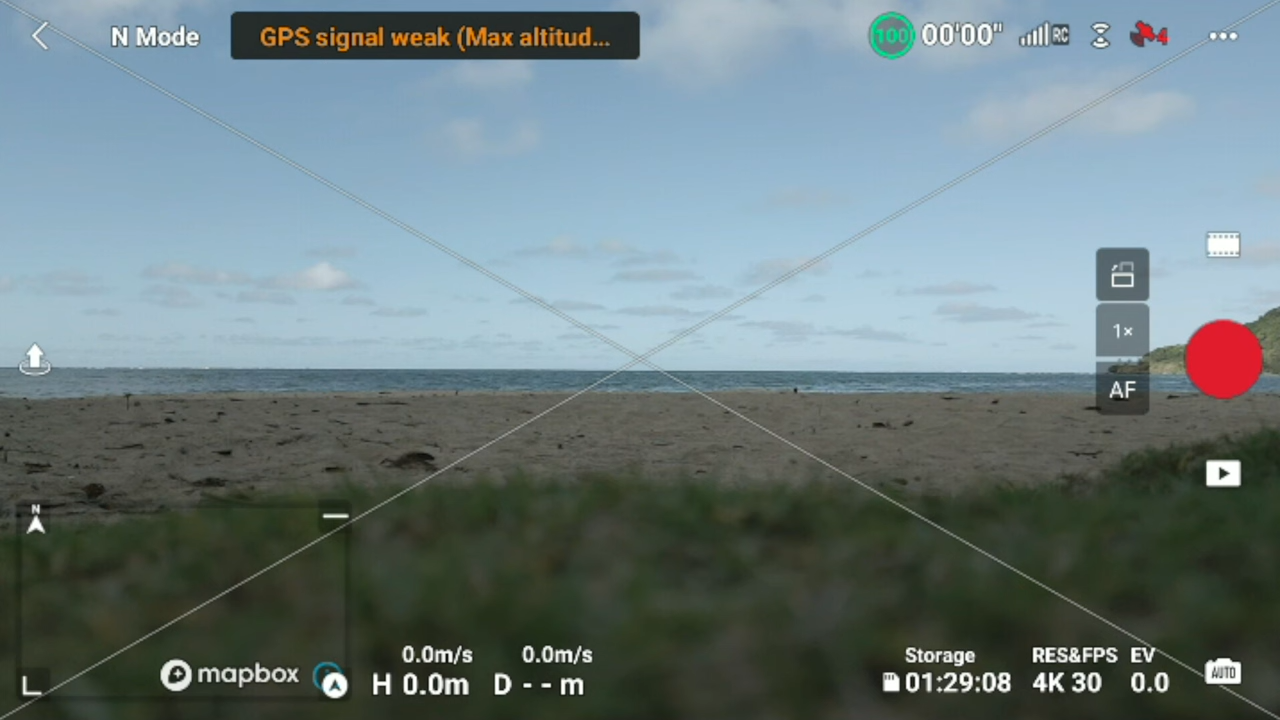 N Mode
GPS signal weak (Max altitud...
100
00'00"
RC
4
1×
AF
N
mapbox
0.0m/s 0.0m/s
H 0.0m D - - m
Storage RES&FPS EV
01:29:08 4K 30 0.0
AUTO